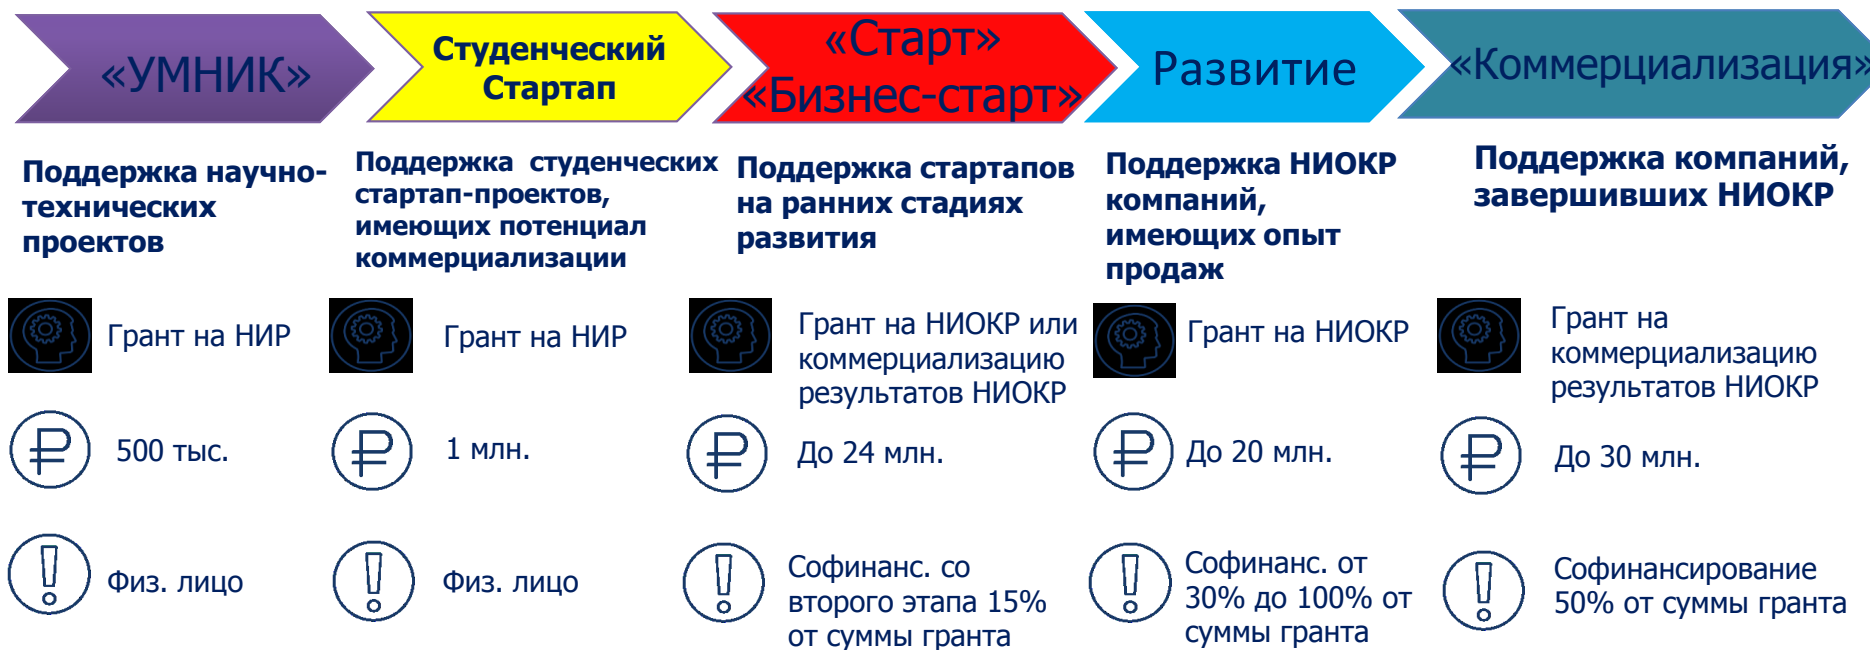 «УМНИК»
Студенческий
Стартап
«Старт»
«Бизнес-старт»
Развитие
«Коммерциализация»
Поддержка научно-
технических
проектов
Поддержка студенческих
стартап-проектов,
имеющих потенциал
коммерциализации
Поддержка стартапов
на ранних стадиях
развития
Поддержка НИОКР
компаний,
имеющих опыт
продаж
Поддержка компаний,
завершивших НИОКР
Грант на НИР
Грант на НИР
Грант на НИОКР или
коммерциализацию
результатов НИОКР
Грант на НИОКР
Грант на
коммерциализацию
результатов НИОКР
500 тыс.
1 млн.
До 24 млн.
До 20 млн.
До 30 млн.
Физ. лицо
Физ. лицо
Софинанс. со
второго этапа 15%
от суммы гранта
Софинанс. от
30% до 100% от
суммы гранта
Софинансирование
50% от суммы гранта